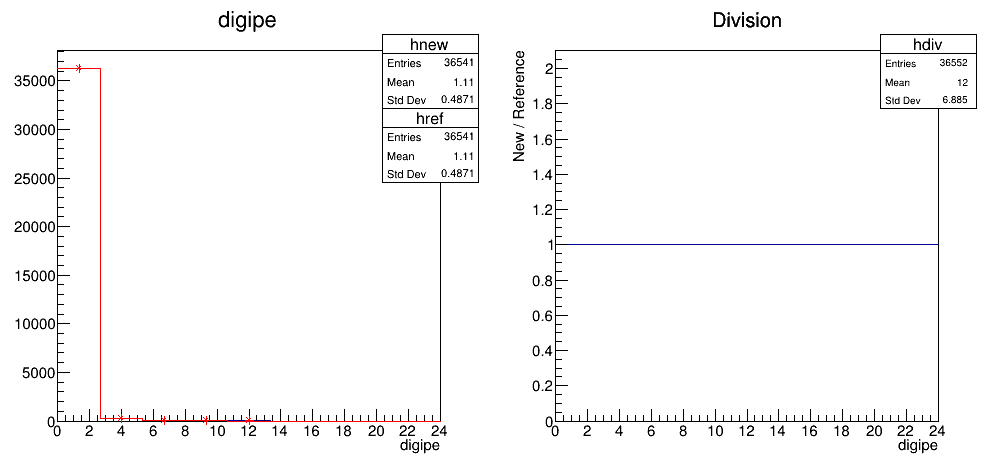 digipe
hnew
Entries 36541
Mean 1.11
Std Dev 0.4871
href
Entries 36541
Mean 1.11
Std Dev 0.4871
35000
30000
25000
20000
15000
10000
5000
0
0 2 4 6 8 10 12 14 16 18 20 22 24
digipe
Division
hdiv
Entries 36552
Mean 12
Std Dev 6.885
New / Reference
2
1.8
1.6
1.4
1.2
1
0.8
0.6
0.4
0.2
0
0 2 4 6 8 10 12 14 16 18 20 22 24
digipe